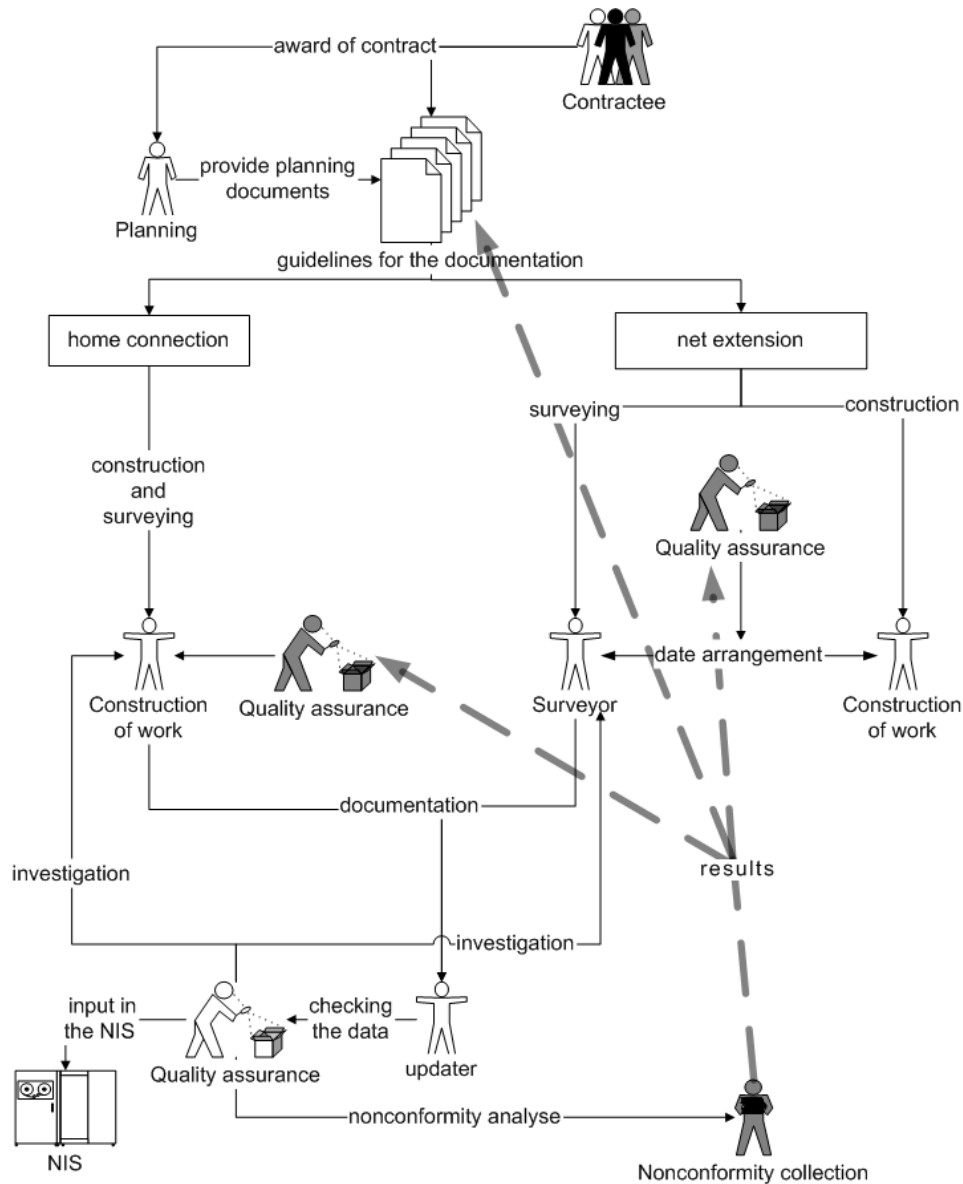 award of contract
Contractee
provide planning
documents
Planning
guidelines for the documentation
home connection
net extension
surveying
construction
construction
and
surveying
Quality assurance
date arrangement
Construction
of work
Quality assurance
Surveyor
Construction
of work
documentation
investigation
results
investigation
input in
the NIS
checking
the data
Quality assurance
updater
nonconformity analyse
NIS
Nonconformity collection